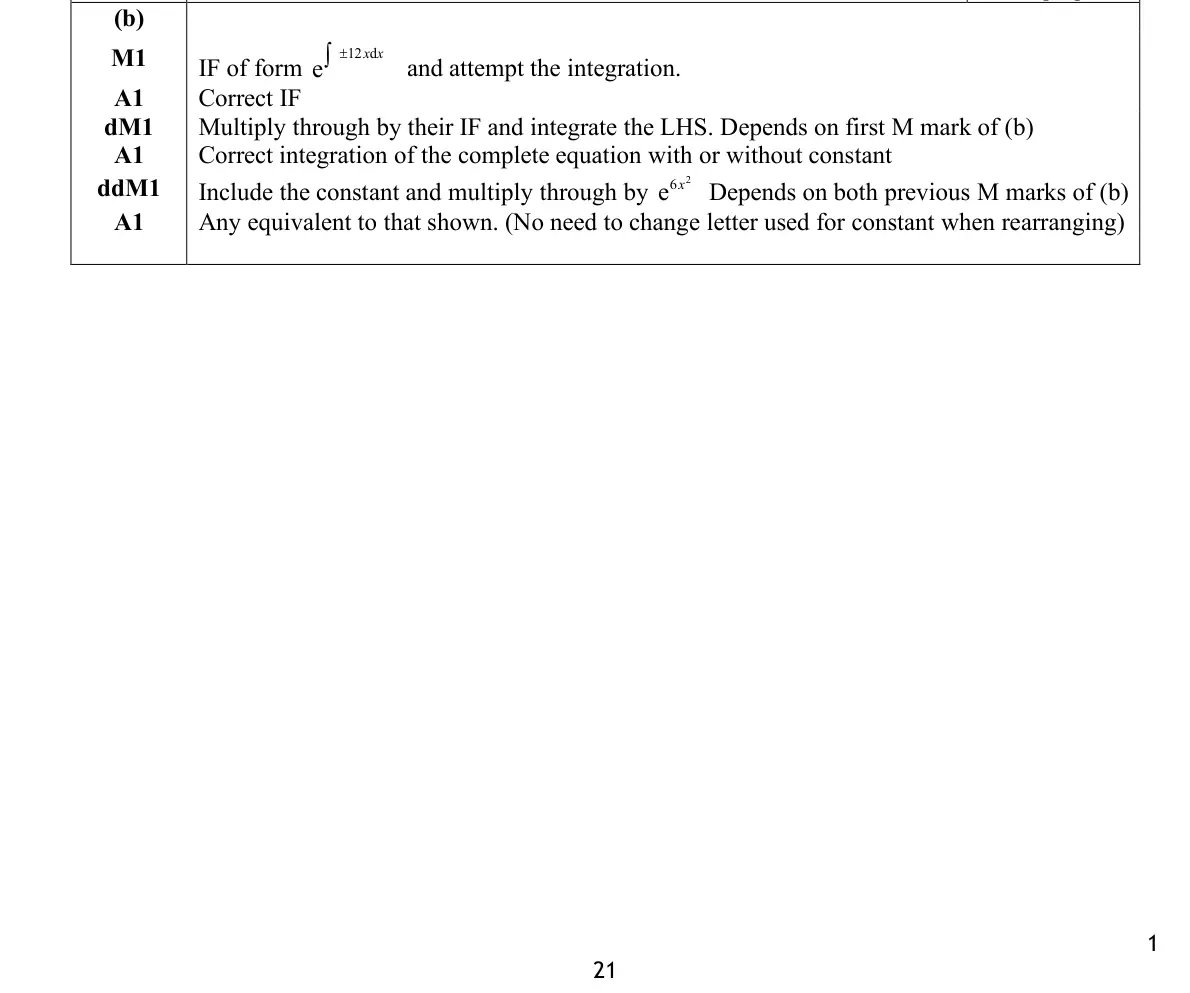 (b)
M1 IF of form e^∫ ±12xdx and attempt the integration.
A1 Correct IF
dM1 Multiply through by their IF and integrate the LHS. Depends on first M mark of (b)
A1 Correct integration of the complete equation with or without constant
ddM1 Include the constant and multiply through by e^6x² Depends on both previous M marks of (b)
A1 Any equivalent to that shown. (No need to change letter used for constant when rearranging)
1
21